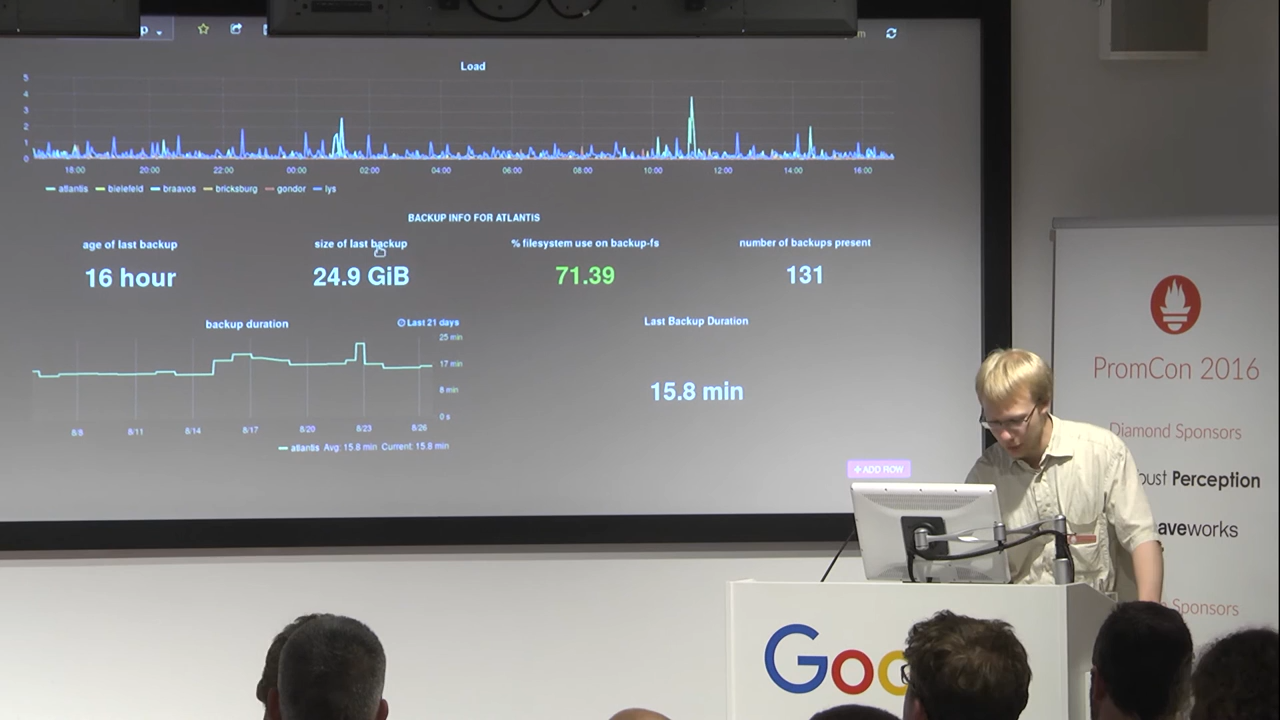 p
m
Load
5
4
3
2
1
0
18:00 20:00 22:00 00:00 02:00 04:00 06:00 08:00 10:00 12:00 14:00 16:00
atlantis bielefeld braavos bricksburg gondor lys
BACKUP INFO FOR ATLANTIS
age of last backup size of last backup % filesystem use on backup-fs number of backups present
16 hour 24.9 GiB 71.39 131
backup duration Last 21 days
25 min
17 min
8 min
0 s
8/8 8/11 8/14 8/17 8/20 8/23 8/26
atlantis Avg: 15.8 min Current: 15.8 min
Last Backup Duration
15.8 min
+ ADD ROW
PromCon 2016
Diamond Sponsors
oust Perception
aveworks
Sponsors
Goo